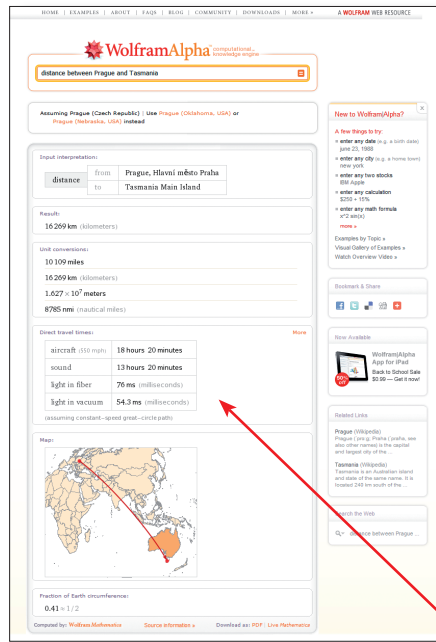 HOME | EXAMPLES | ABOUT | FAQS | BLOG | COMMUNITY | DOWNLOADS | MORE »
A WOLFRAM WEB RESOURCE
WolframAlpha computational... knowledge engine
distance between Prague and Tasmania
Assuming Prague (Czech Republic) | Use Prague (Oklahoma, USA) or
Prague (Nebraska, USA) instead
Input interpretation:
distance
from Prague, Hlavní město Praha
to Tasmania Main Island
Result:
16269 km (kilometers)
Unit conversions:
10109 miles
16269 km (kilometers)
1.627 × 10⁷ meters
8785 nmi (nautical miles)
Direct travel times:
More
aircraft (550 mph) 18 hours 20 minutes
sound 13 hours 20 minutes
light in fiber 76 ms (milliseconds)
light in vacuum 54.3 ms (milliseconds)
(assuming constant-speed great-circle path)
Map:
Fraction of Earth circumference:
0.41 ≈ 1/2
Computed by: Wolfram Mathematica
Source information »
Download as: PDF | Live Mathematica
New to Wolfram|Alpha?
A few things to try:
enter any date (e.g. a birth date)
june 23, 1988
enter any city (e.g. a home town)
new york
enter any two stocks
IBM Apple
enter any calculation
$250 + 15%
enter any math formula
x^2 sin(x)
more »
Examples by Topic »
Visual Gallery of Examples »
Watch Overview Video »
Bookmark & Share
New Available
50% off
Wolfram|Alpha
App for iPad
Back to School Sale
$0.99 — Get it now!
Related Links
Prague (Wikipedia)
Prague (ˈprɑːɡ; Praha (ˈpraɦa, see
also other names) is the capital
and largest city of the ...
Tasmania (Wikipedia)
Tasmania is an Australian island
and state of the same name. It is
located 240 km south of the ...
Search the Web
distance between Prague ...